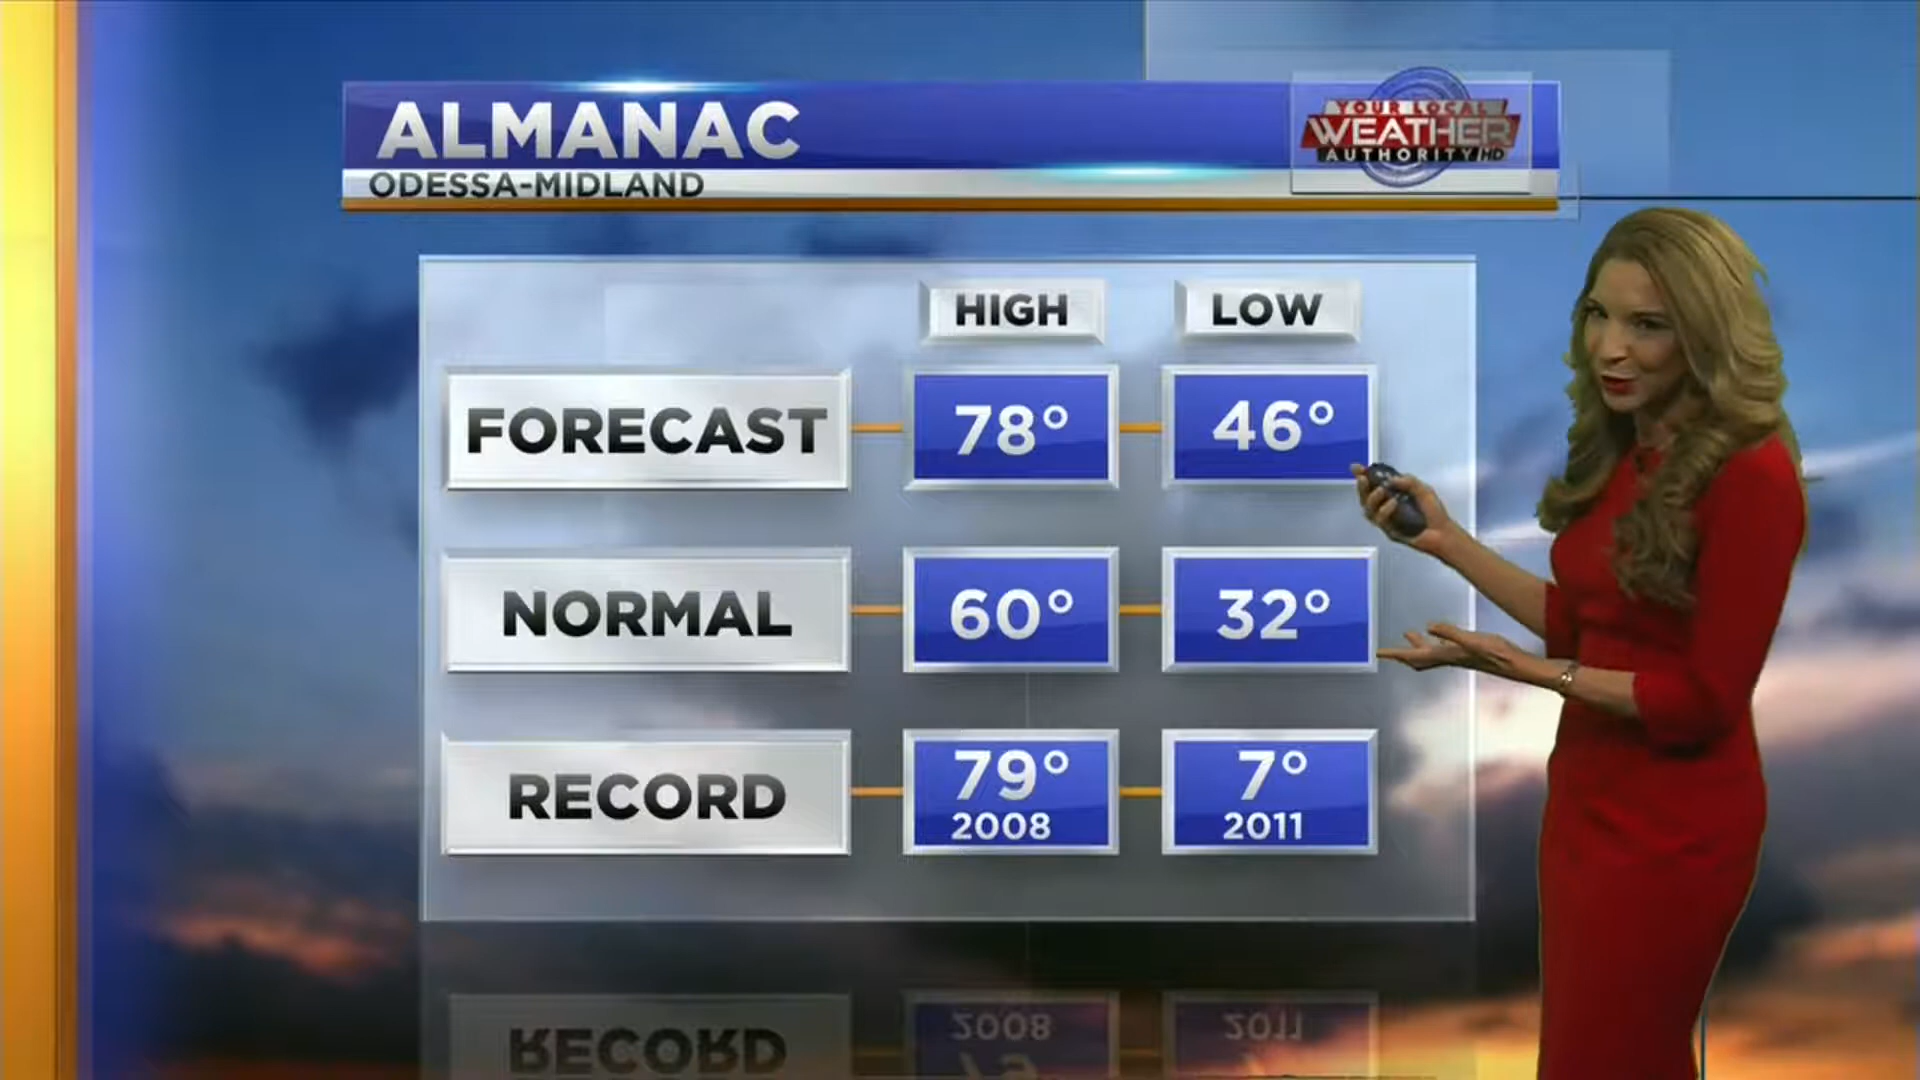 ALMANAC
ODESSA-MIDLAND
YOUR LOCAL
WEATHER
AUTHORITY HD
HIGH LOW
FORECAST 78° 46°
NORMAL 60° 32°
RECORD 79° 7°
2008 2011